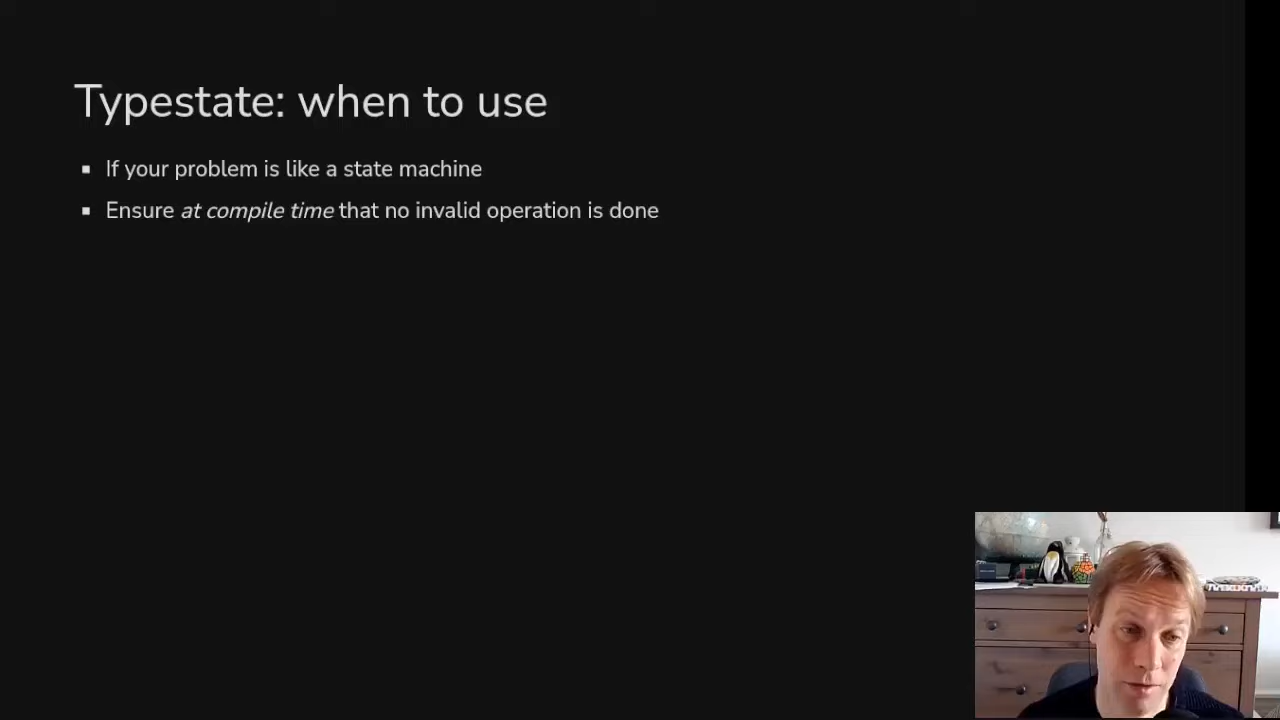 Typestate: when to use
If your problem is like a state machine
Ensure at compile time that no invalid operation is done